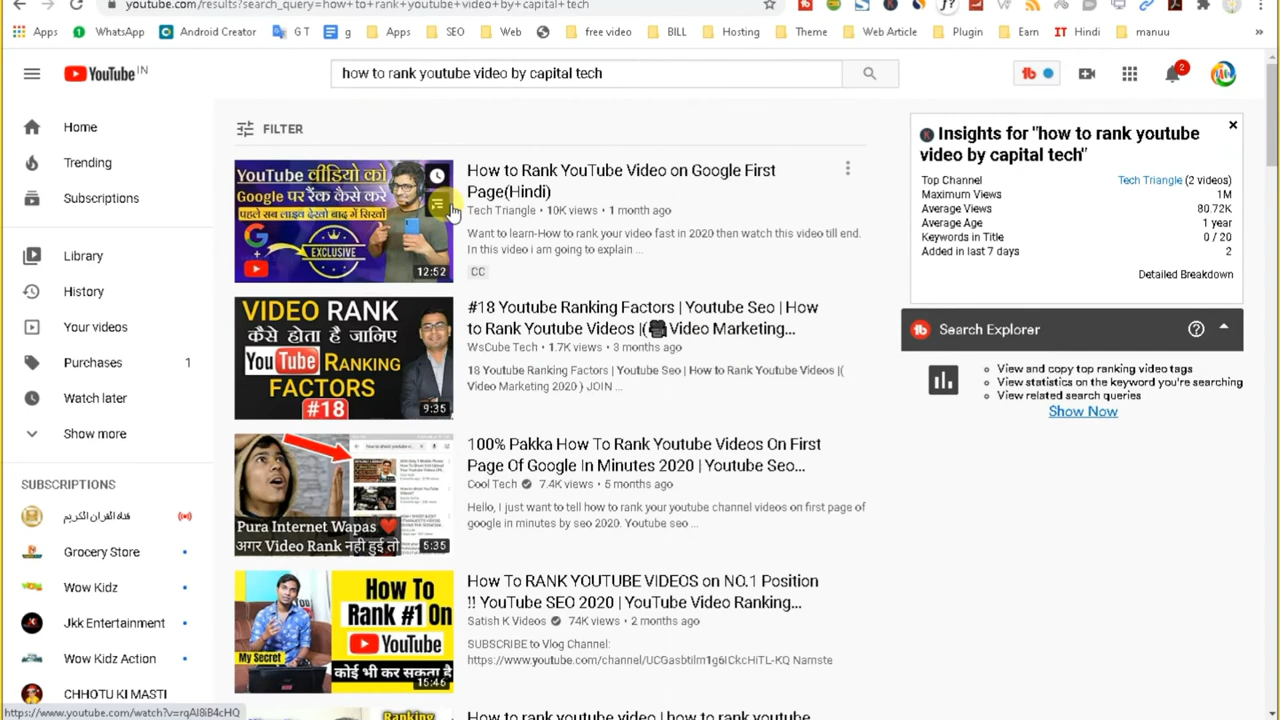 youtube.com/results?search_query=how+to+rank+youtube+video+by+capital+tech
Apps
WhatsApp
Android Creator
G T
g
Apps
SEO
Web
free video
BILL
Hosting
Theme
Web Article
Plugin
Earn
IT Hindi
manuu
»
YouTube IN
how to rank youtube video by capital tech
tb
2
Home
Trending
Subscriptions
Library
History
Your videos
Purchases 1
Watch later
Show more
SUBSCRIPTIONS
قناة القرآن الكريم
Grocery Store
Wow Kidz
Jkk Entertainment
Wow Kidz Action
CHHOTU KI MASTI
FILTER
YouTube वीडियो को
Google पर रैंक कैसे करे
पहले सब लाइव देखो बाद में सिखों
EXCLUSIVE
12:52
How to Rank YouTube Video on Google First
Page(Hindi)
Tech Triangle • 10K views • 1 month ago
Want to learn-How to rank your video fast in 2020 then watch this video till end.
In this video i am going to explain ...
CC
VIDEO RANK
कैसे होता है जानिए
YouTube RANKING
FACTORS
#18
9:35
#18 Youtube Ranking Factors | Youtube Seo | How
to Rank Youtube Videos |( Video Marketing...
WsCube Tech • 1.7K views • 3 months ago
18 Youtube Ranking Factors | Youtube Seo | How to Rank Youtube Videos |(
Video Marketing 2020 ) JOIN ...
Pura Internet Wapas
अगर Video Rank नही हुई तो
5:35
100% Pakka How To Rank Youtube Videos On First
Page Of Google In Minutes 2020 | Youtube Seo...
Cool Tech 7.4K views • 5 months ago
Hello, I just want to tell how to rank your youtube channel videos on first page of
google in minutes by seo 2020. Youtube seo ...
How To
Rank #1 On
YouTube
My Secret
कोई भी कर सकता है
15:46
How To RANK YOUTUBE VIDEOS on NO.1 Position
!! YouTube SEO 2020 | YouTube Video Ranking...
Satish K Videos 74K views • 2 months ago
SUBSCRIBE to Vlog Channel:
https://www.youtube.com/channel/UCGasbtiIm1g6ICkcHiTL-KQ Namste
Ranking
How to rank youtube video | how to rank youtube
Insights for "how to rank youtube
video by capital tech"
Top Channel Tech Triangle (2 videos)
Maximum Views 1M
Average Views 80.72K
Average Age 1 year
Keywords in Title 0 / 20
Added in last 7 days 2
Detailed Breakdown
tb Search Explorer
View and copy top ranking video tags
View statistics on the keyword you're searching
View related search queries
Show Now
https://www.youtube.com/watch?v=rqAl8iB4cHQ